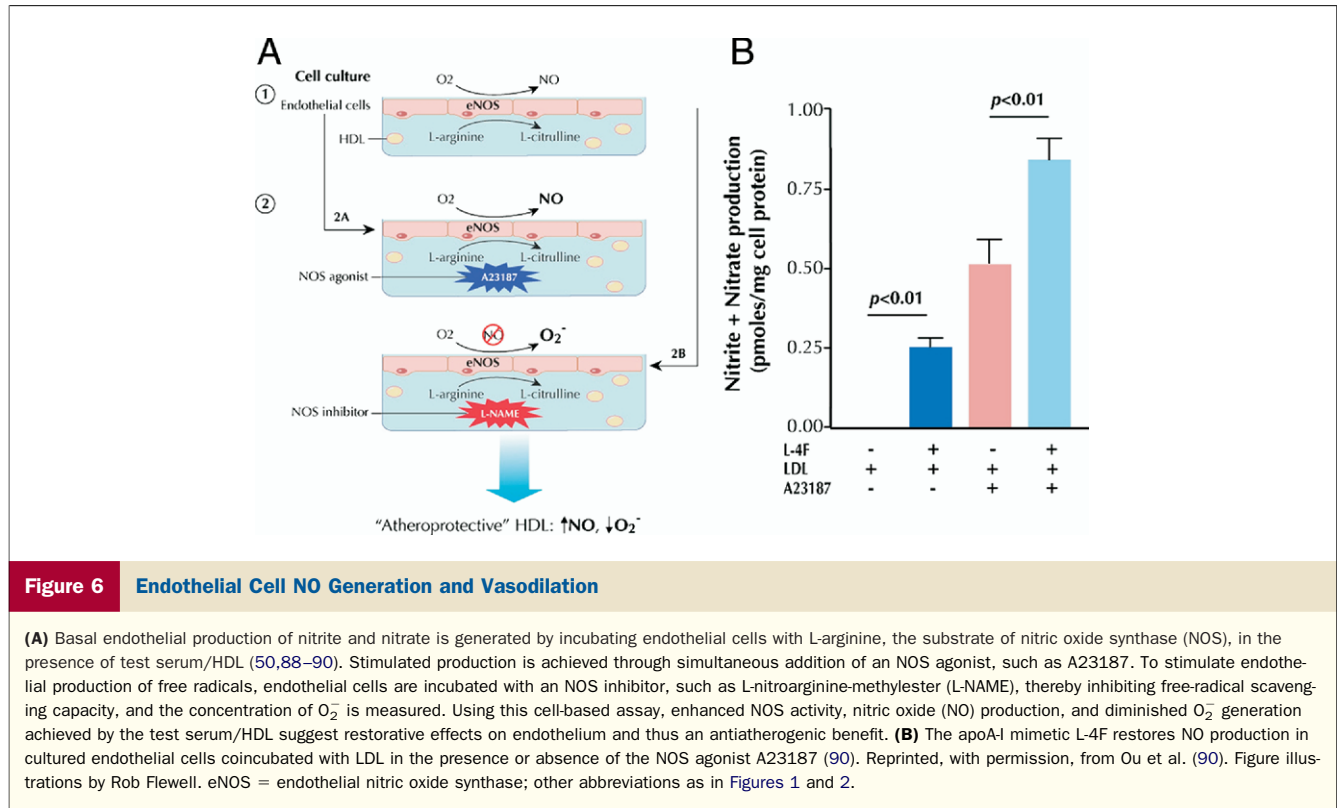 A
Cell culture
1
Endothelial cells
O2
NO
eNOS
HDL
L-arginine
L-citrulline
2
2A
O2
NO
eNOS
L-arginine
L-citrulline
NOS agonist
A23187
O2
NO
O2-
2B
eNOS
L-arginine
L-citrulline
NOS inhibitor
L-NAME
"Atheroprotective" HDL: ↑NO, ↓O2-
B
Nitrite + Nitrate production
(pmoles/mg cell protein)
1.00
0.75
0.50
0.25
0.00
p<0.01
p<0.01
L-4F - + - +
LDL + + + +
A23187 - - + +
Figure 6 Endothelial Cell NO Generation and Vasodilation
(A) Basal endothelial production of nitrite and nitrate is generated by incubating endothelial cells with L-arginine, the substrate of nitric oxide synthase (NOS), in the
presence of test serum/HDL (50,88–90). Stimulated production is achieved through simultaneous addition of an NOS agonist, such as A23187. To stimulate endothe-
lial production of free radicals, endothelial cells are incubated with an NOS inhibitor, such as L-nitroarginine-methylester (L-NAME), thereby inhibiting free-radical scaveng-
ing capacity, and the concentration of O2- is measured. Using this cell-based assay, enhanced NOS activity, nitric oxide (NO) production, and diminished O2- generation
achieved by the test serum/HDL suggest restorative effects on endothelium and thus an antiatherogenic benefit. (B) The apoA-I mimetic L-4F restores NO production in
cultured endothelial cells coincubated with LDL in the presence or absence of the NOS agonist A23187 (90). Reprinted, with permission, from Ou et al. (90). Figure illus-
trations by Rob Flewell. eNOS = endothelial nitric oxide synthase; other abbreviations as in Figures 1 and 2.